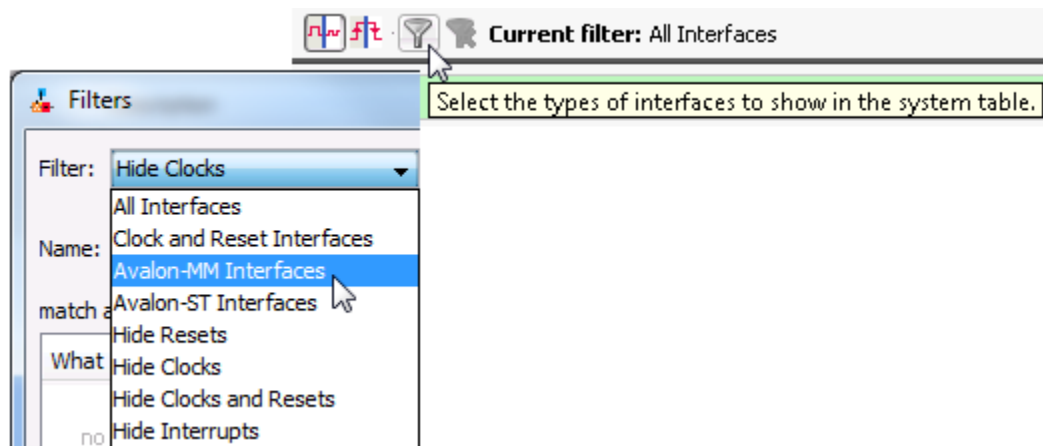 Current filter: All Interfaces
Select the types of interfaces to show in the system table.
Filters
Filter: Hide Clocks
All Interfaces
Name: Clock and Reset Interfaces
Avalon-MM Interfaces
match a Avalon-ST Interfaces
Hide Resets
What Hide Clocks
Hide Clocks and Resets
no Hide Interrupts